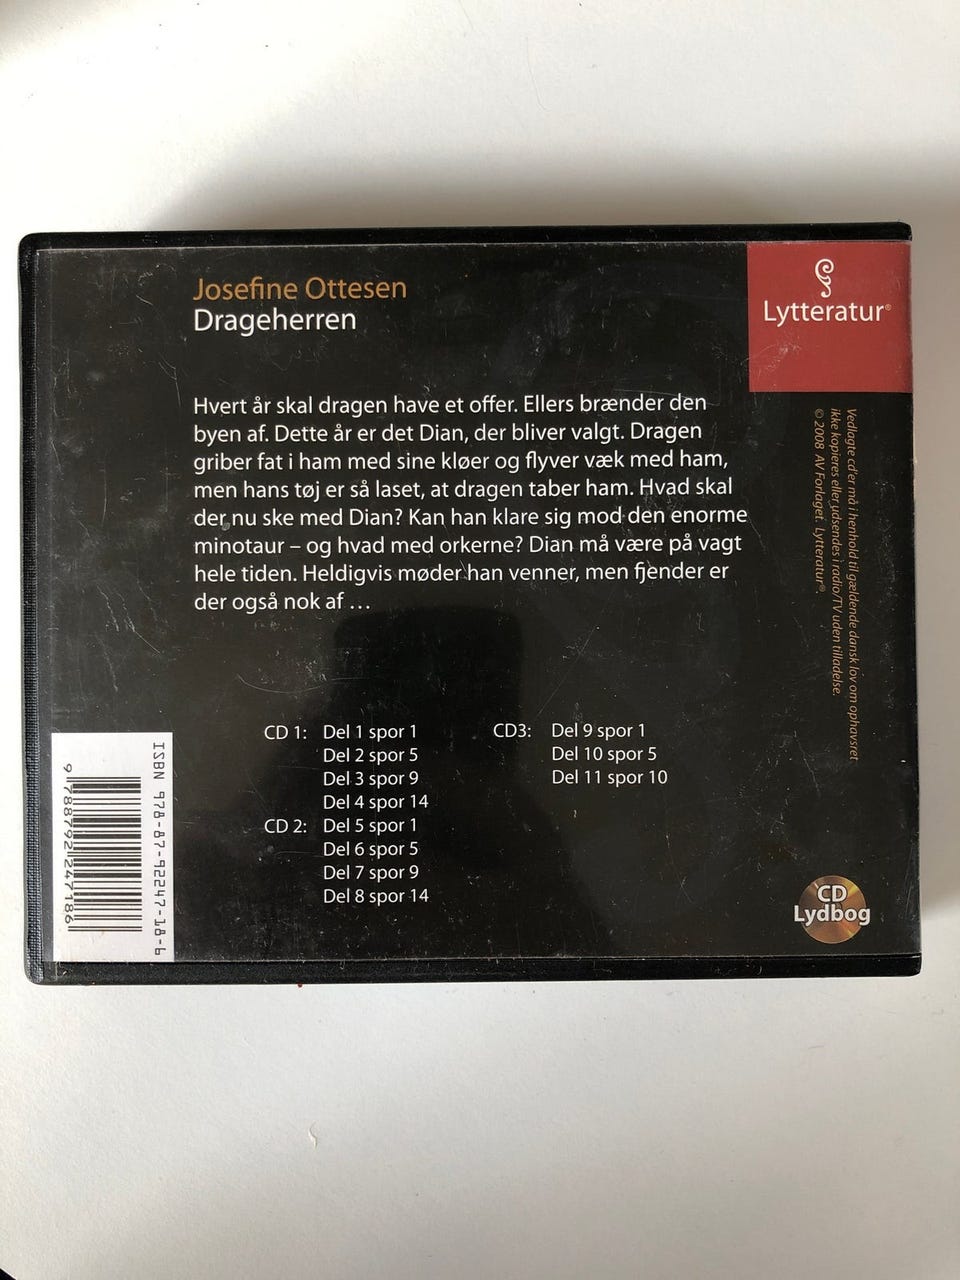 Josefine Ottesen
Drageherren
Lytteratur®
Hvert år skal dragen have et offer. Ellers brænder den
byen af. Dette år er det Dian, der bliver valgt. Dragen
griber fat i ham med sine kløer og flyver væk med ham,
men hans tøj er så laset, at dragen taber ham. Hvad skal
der nu ske med Dian? Kan han klare sig mod den enorme
minotaur – og hvad med orkerne? Dian må være på vagt
hele tiden. Heldigvis møder han venner, men fjender er
der også nok af …
Vedlagte cd'er må i henhold til gældende dansk lov om ophavsret
ikke kopieres eller udsendes i radio/TV uden tilladelse.
© 2008 AV Forlaget. Lytteratur®.
CD 1: Del 1 spor 1
Del 2 spor 5
Del 3 spor 9
Del 4 spor 14
CD 2: Del 5 spor 1
Del 6 spor 5
Del 7 spor 9
Del 8 spor 14
CD3: Del 9 spor 1
Del 10 spor 5
Del 11 spor 10
ISBN 978-87-92247-18-6
9 788792 247186
CD
Lydbog